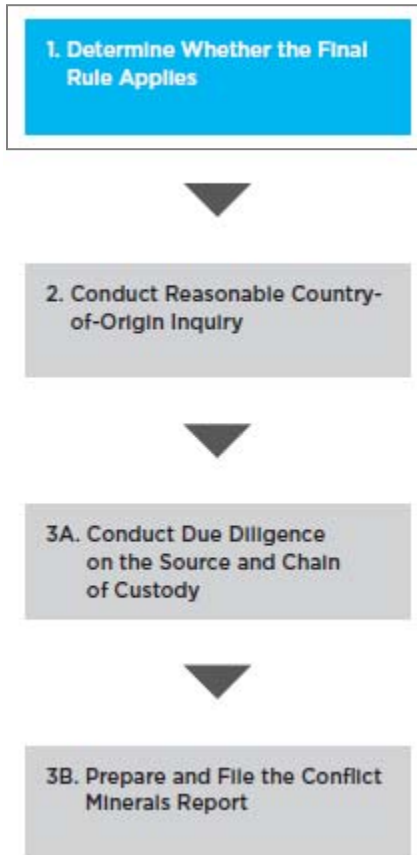 1. Determine Whether the Final
Rule Applies
2. Conduct Reasonable Country-
of-Origin Inquiry
3A. Conduct Due Diligence
on the Source and Chain
of Custody
3B. Prepare and File the Conflict
Minerals Report